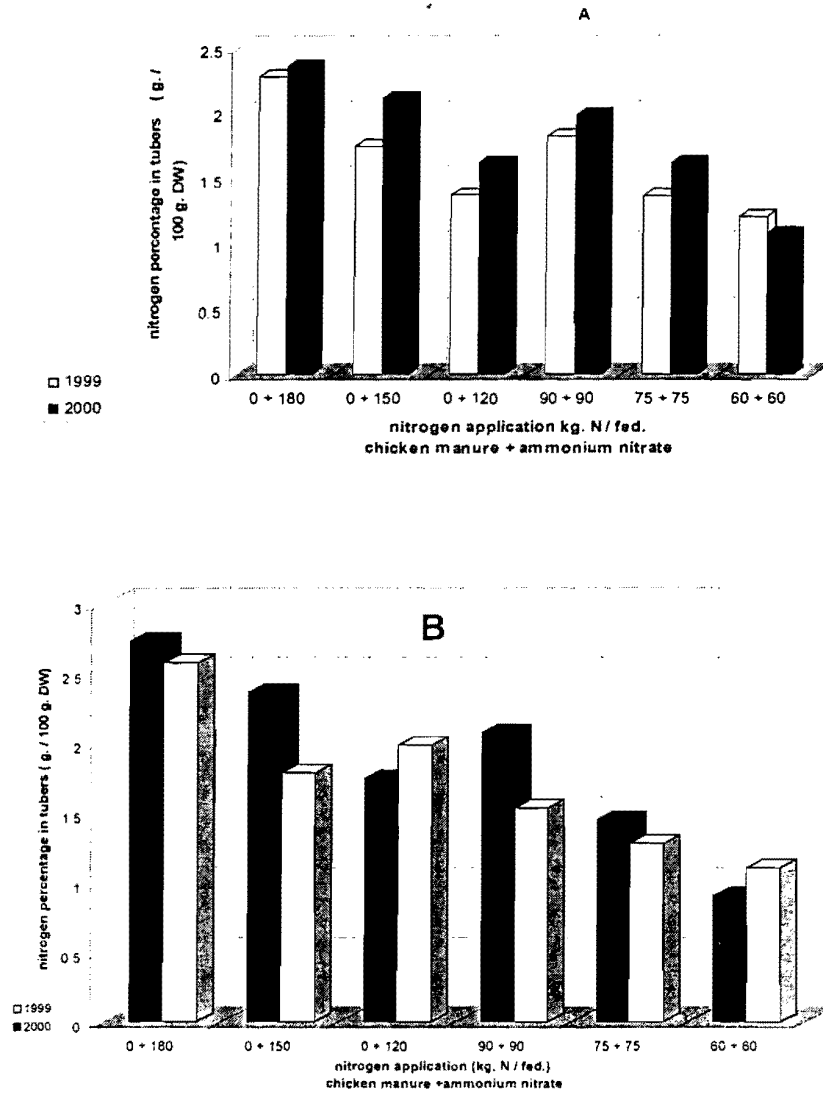 A
nitrogen percentage in tubers ( g. /
100 g. DW)
2.5
2
1.5
1
0.5
0
0 + 180 0 + 150 0 + 120 90 + 90 75 + 75 60 + 60
1999
2000
nitrogen application kg. N / fed.
chicken manure + ammonium nitrate
B
nitrogen percentage in tubers ( g. / 100 g. DW)
3
2 5
2
1.5
1
0 5
0
1999
2000
0 + 180 0 + 150 0 + 120 90 + 90 75 + 75 60 + 60
nitrogen application (kg. N / fed.)
chicken manure +ammonium nitrate